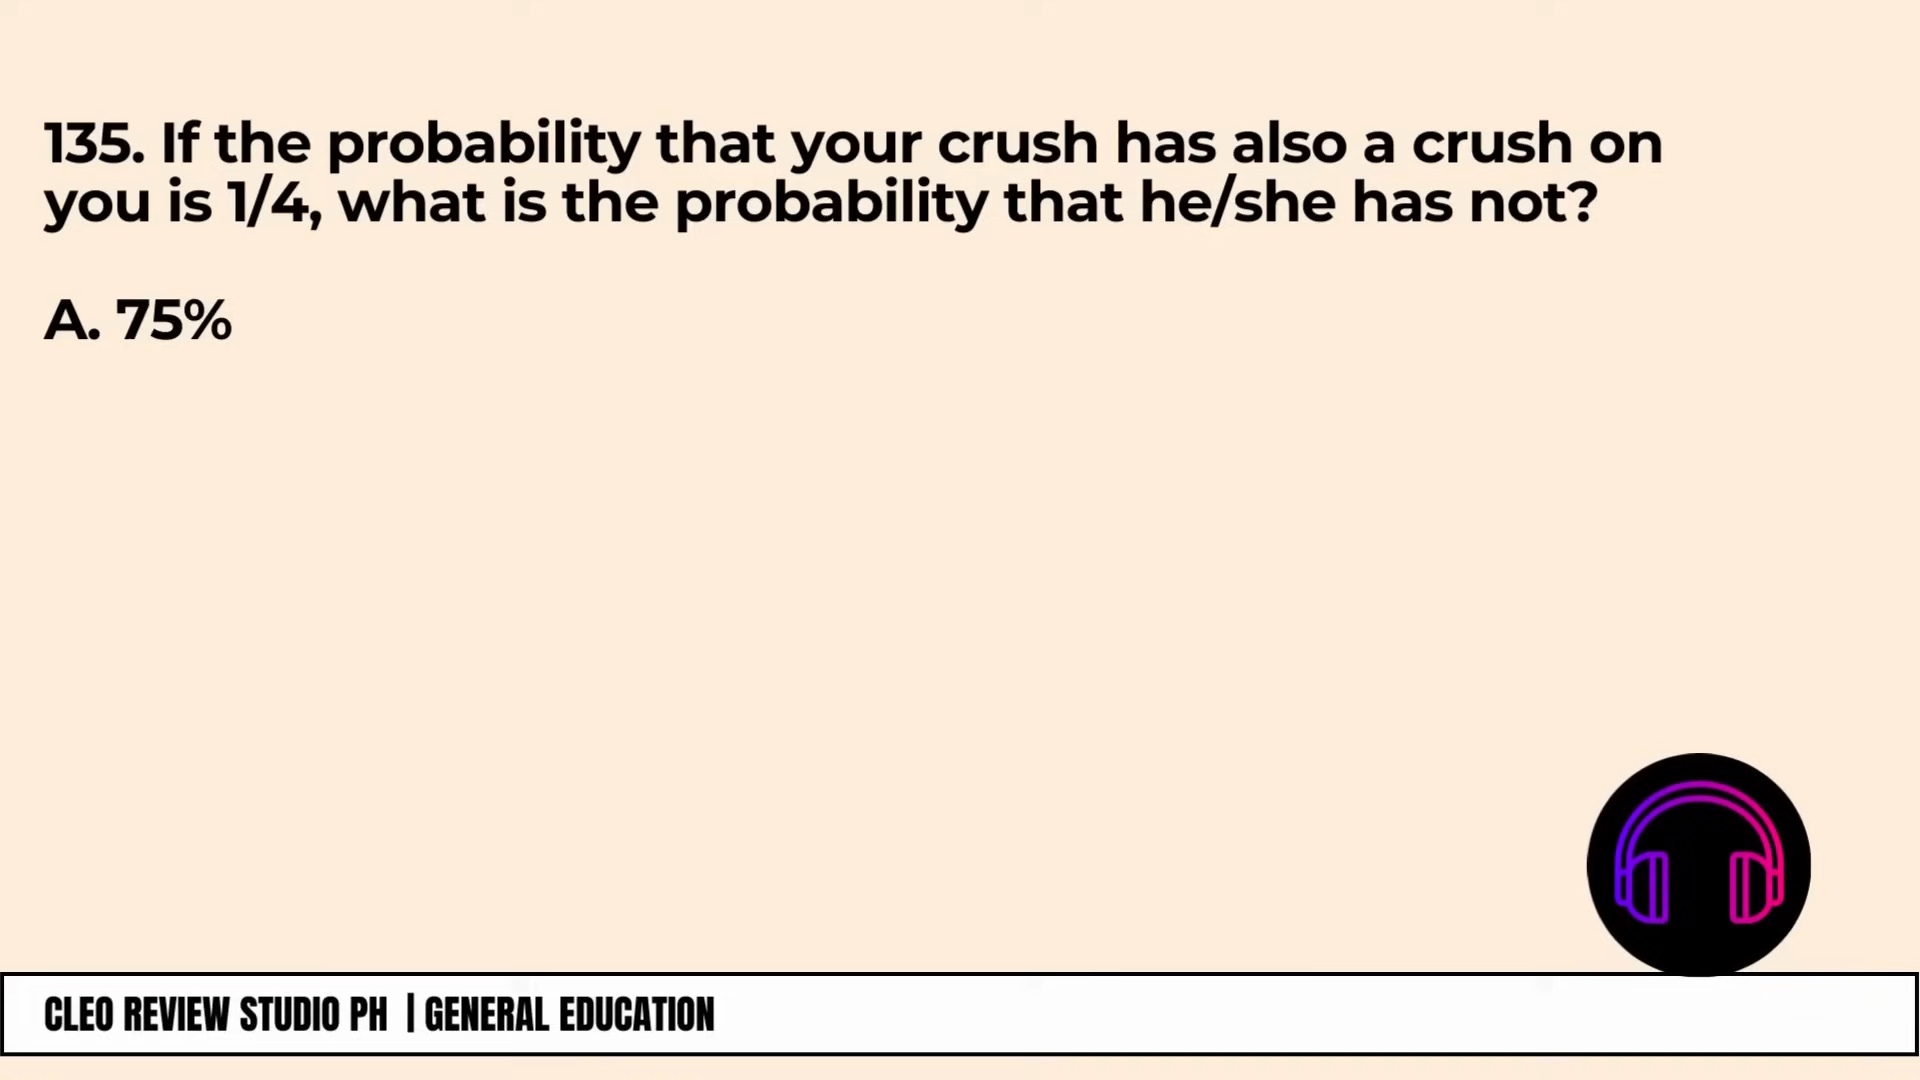 135. If the probability that your crush has also a crush on
you is 1/4, what is the probability that he/she has not?
A. 75%
CLEO REVIEW STUDIO PH | GENERAL EDUCATION